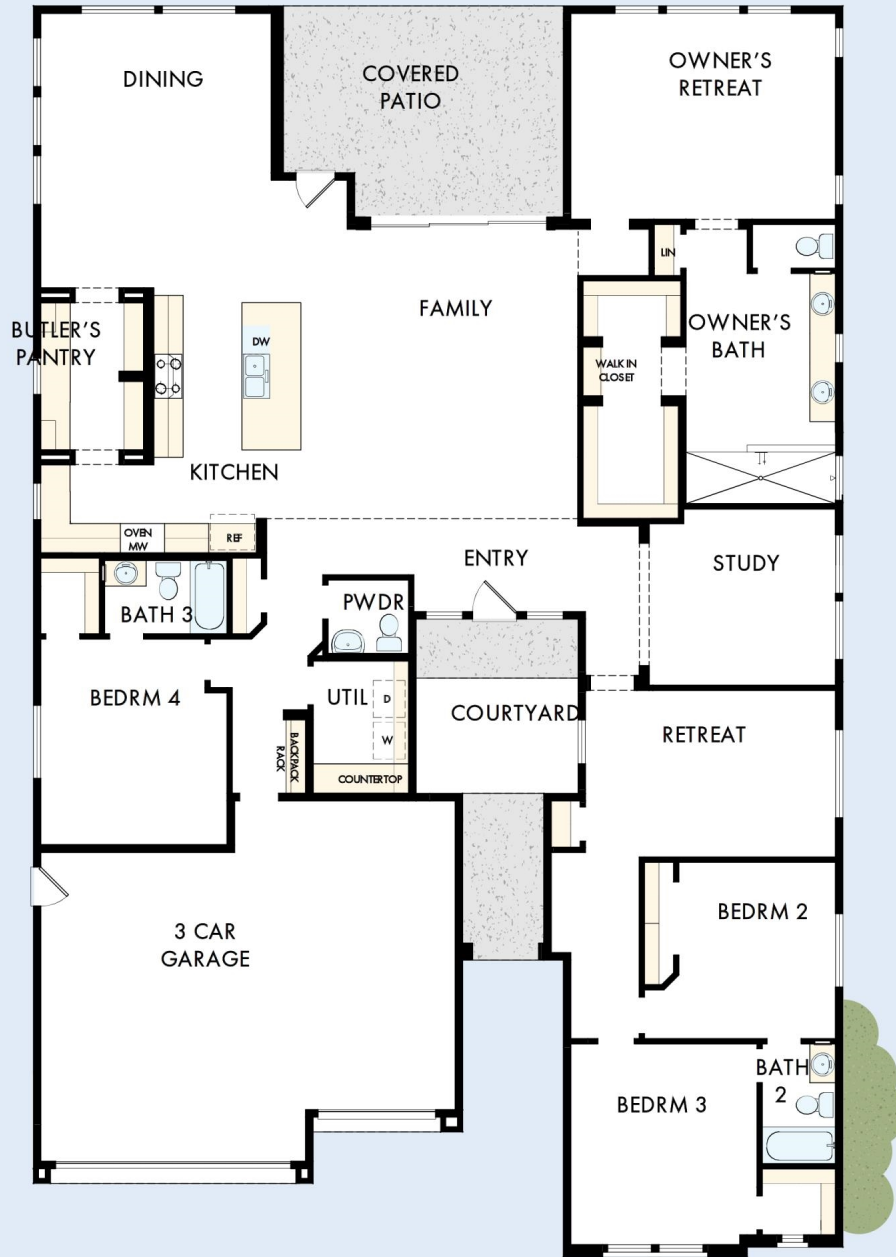 DINING
COVERED
PATIO
OWNER'S
RETREAT
LIN
BUTLER'S
PANTRY
DW
FAMILY
WALK IN
CLOSET
OWNER'S
BATH
KITCHEN
OVEN
MW
REF
ENTRY
STUDY
BATH 3
PWDR
BEDRM 4
UTIL
D
W
COURTYARD
RETREAT
BACKPACK
RACK
COUNTERTOP
3 CAR
GARAGE
BEDRM 2
BATH
2
BEDRM 3